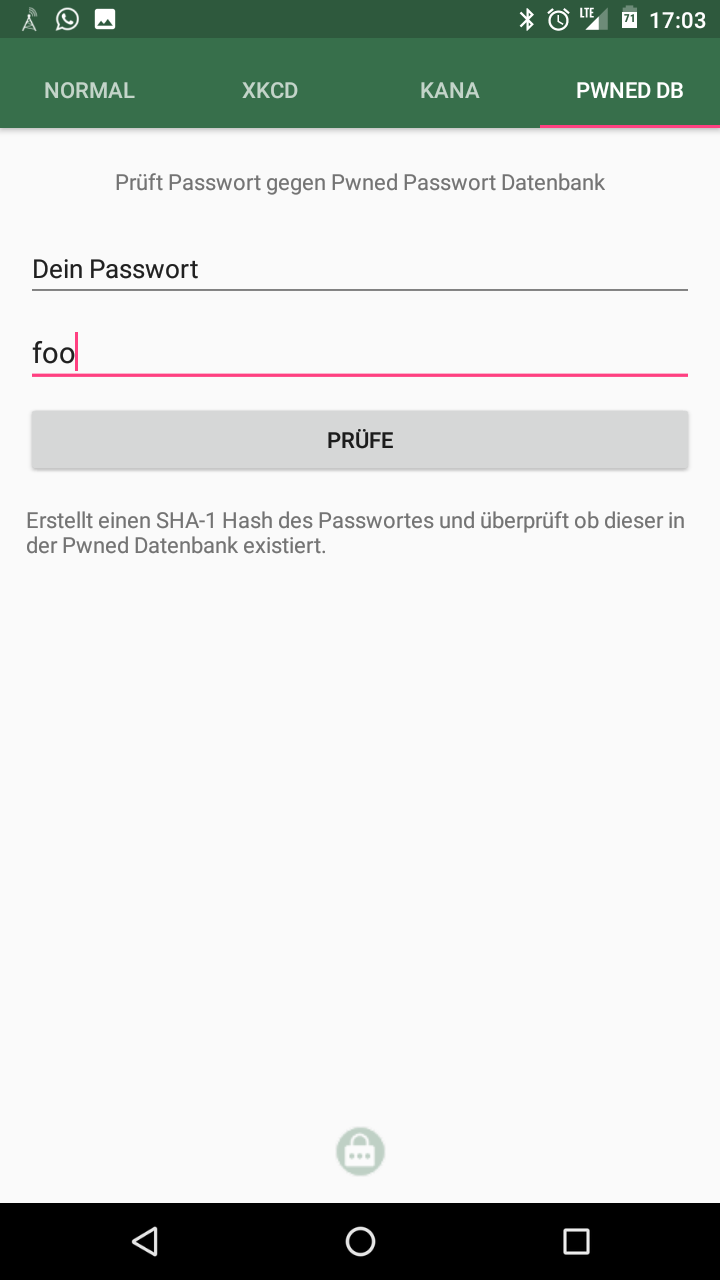 LTE 71 17:03
NORMAL XKCD KANA PWNED DB
Prüft Passwort gegen Pwned Passwort Datenbank
Dein Passwort
foo
PRÜFE
Erstellt einen SHA-1 Hash des Passwortes und überprüft ob dieser in
der Pwned Datenbank existiert.